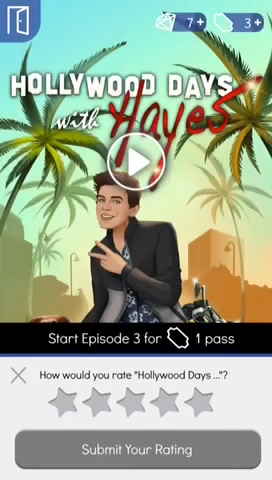 7 + 3 +
HOLLYWOOD DAYS
with Hayes
Start Episode 3 for 1 pass
How would you rate "Hollywood Days ..."?
Submit Your Rating